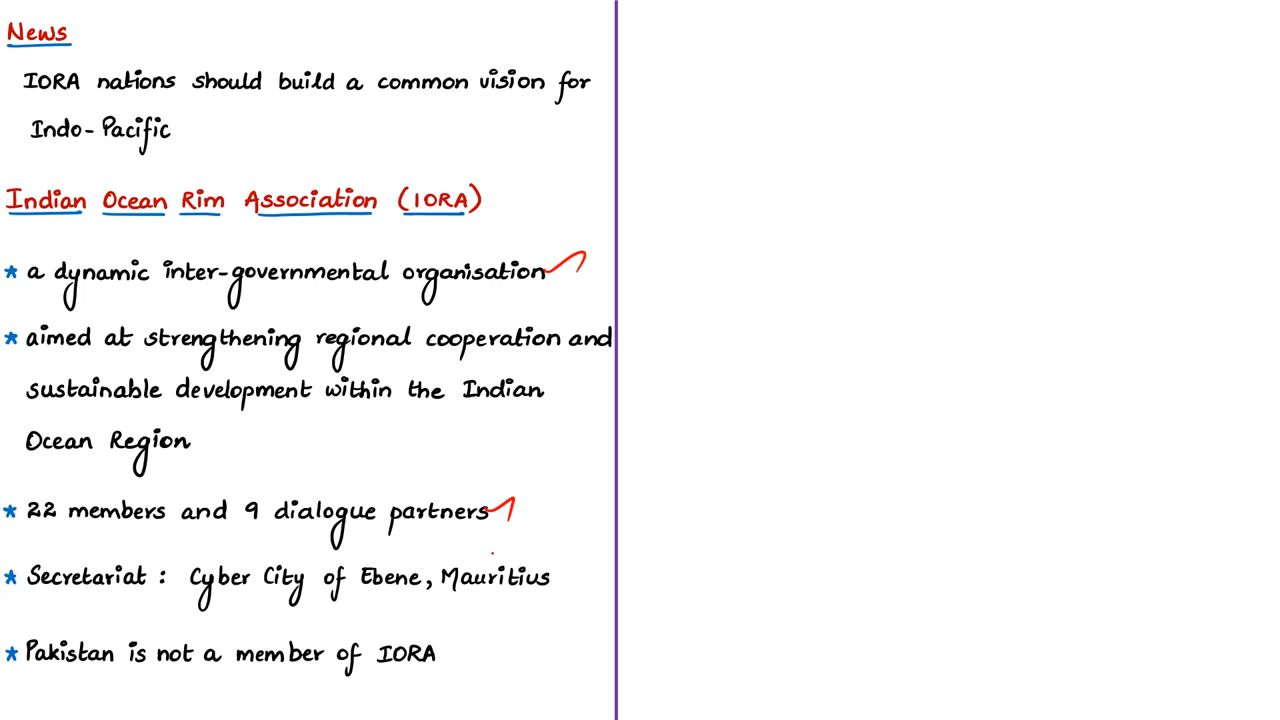 News
IORA nations should build a common vision for
Indo-Pacific
Indian Ocean Rim Association (IORA)
* a dynamic inter-governmental organisation
* aimed at strengthening regional cooperation and
sustainable development within the Indian
Ocean Region
* 22 members and 9 dialogue partners
* Secretariat : Cyber City of Ebene, Mauritius
* Pakistan is not a member of IORA